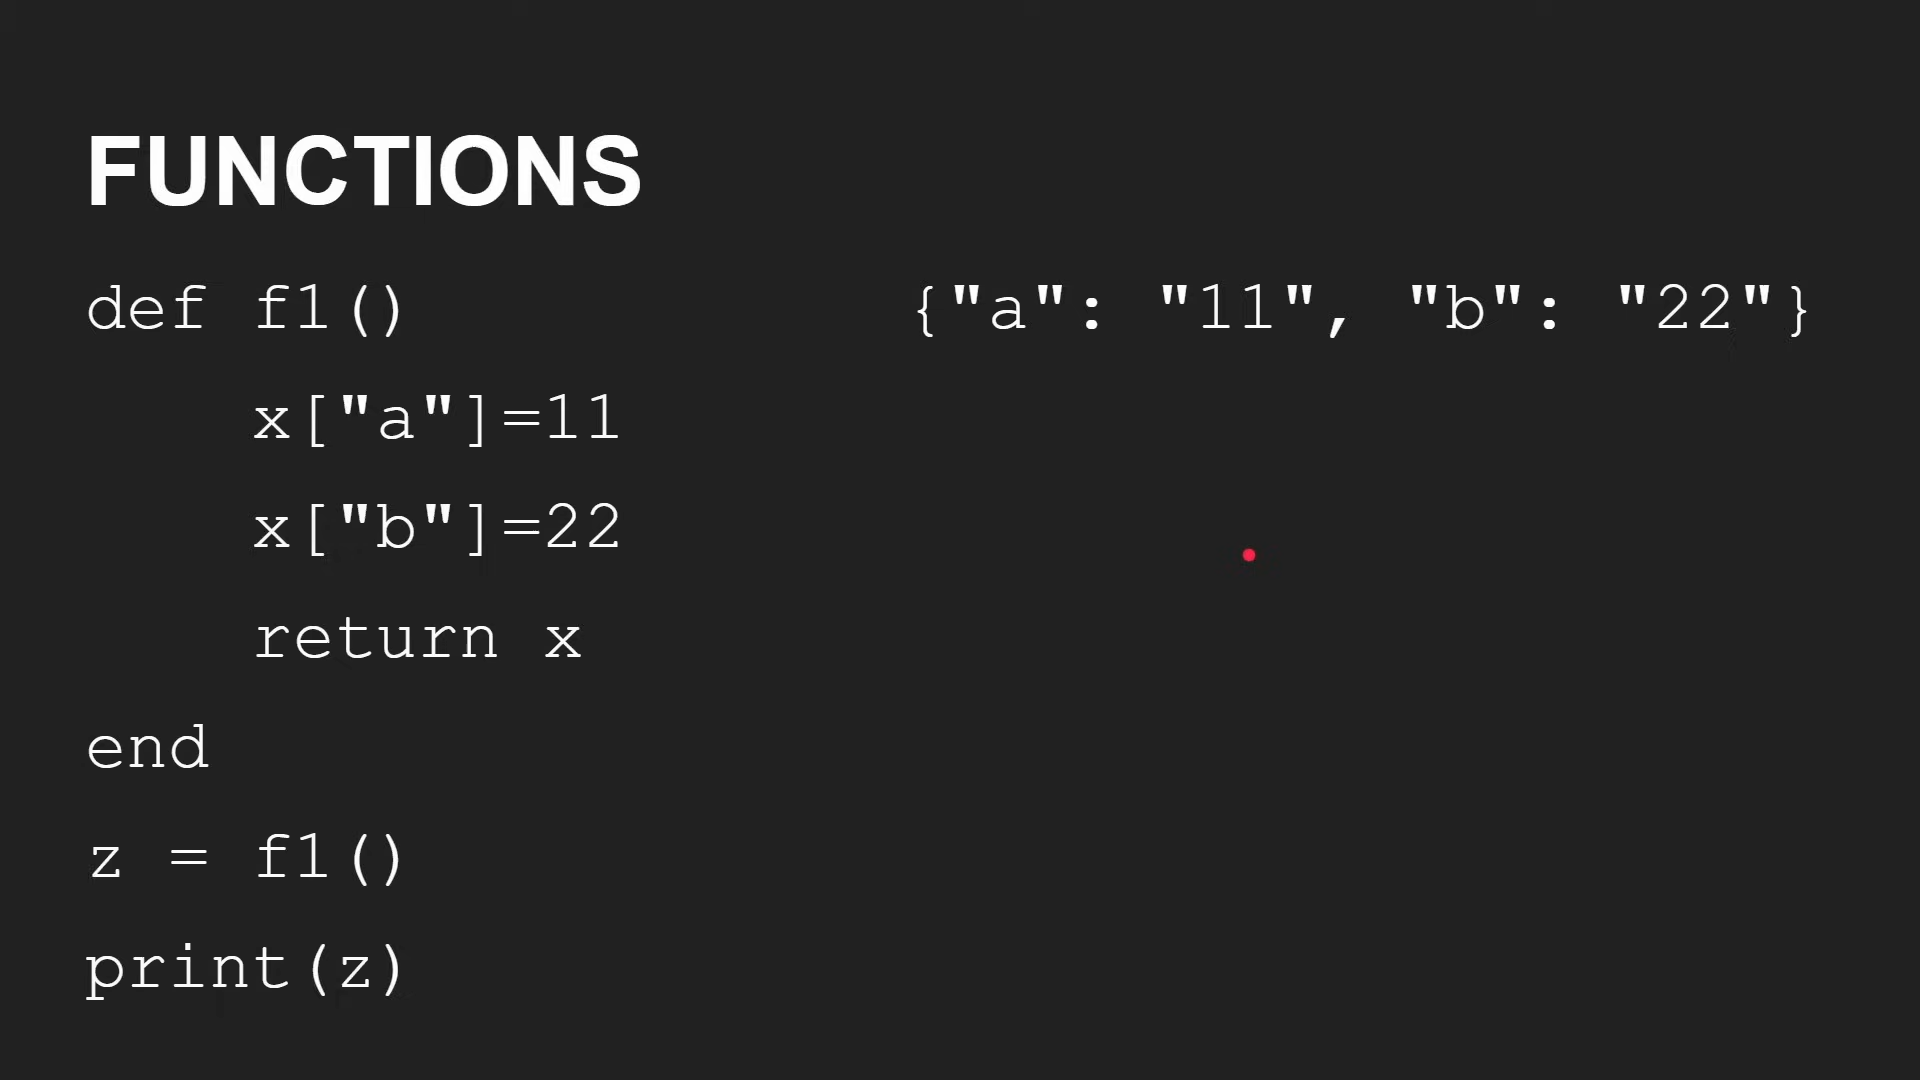 FUNCTIONS
def f1()
    x["a"]=11
    x["b"]=22
    return x
end
z = f1()
print(z)
{"a": "11", "b": "22"}